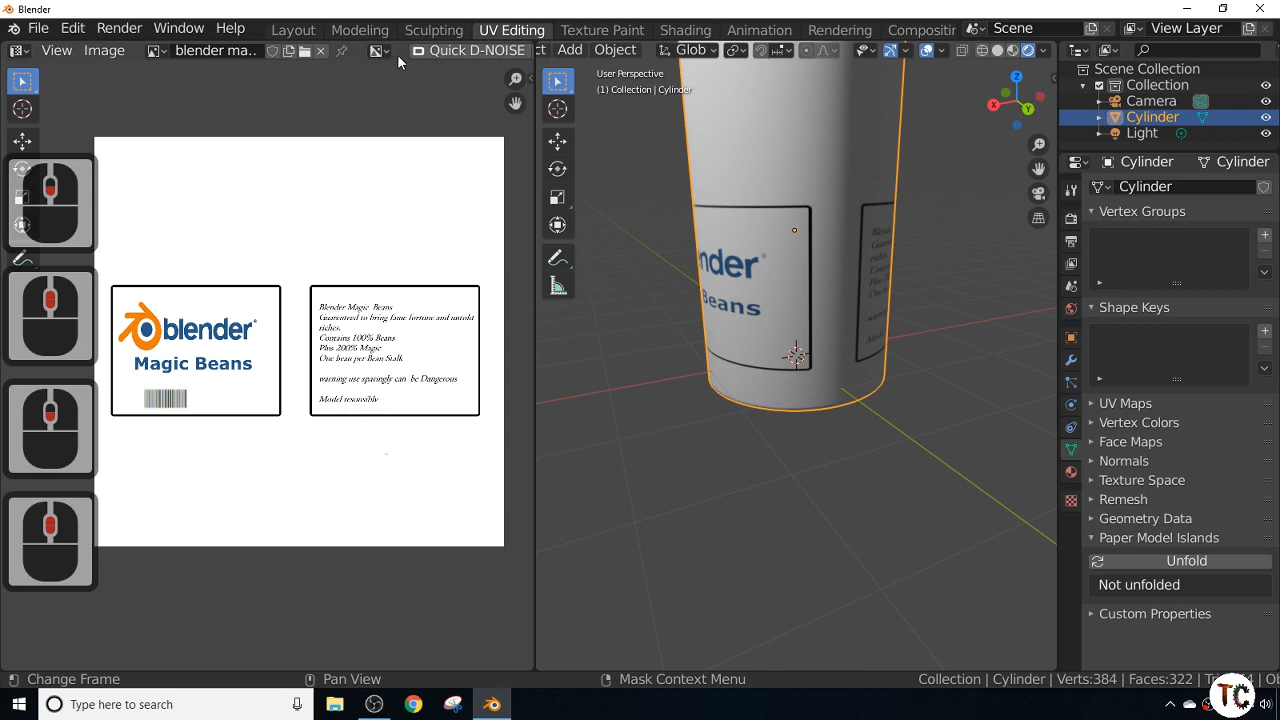 Blender
File Edit Render Window Help Layout Modeling Sculpting UV Editing Texture Paint Shading Animation Rendering Compositi Scene View Layer
View Image blender ma... Quick D-NOISE ct Add Object Glob
User Perspective
(1) Collection | Cylinder
X Y Z
Scene Collection
Collection
Camera
Cylinder
Light
Cylinder Cylinder
Cylinder
Vertex Groups
Shape Keys
UV Maps
Vertex Colors
Face Maps
Normals
Texture Space
Remesh
Geometry Data
Paper Model Islands
Unfold
Not unfolded
Custom Properties
blender
Magic Beans
Blender Magic Beans
Guarenteed to bring fame fortune and untold
riches.
Contains 100% Beans
Plus 200% Magic
One bean per Bean Stalk
warning use sparingly can be Dangerous
Model resonsibly
nder
Beans
Change Frame Pan View Mask Context Menu Collection | Cylinder | Verts:384 | Faces:322 |
Type here to search
TC